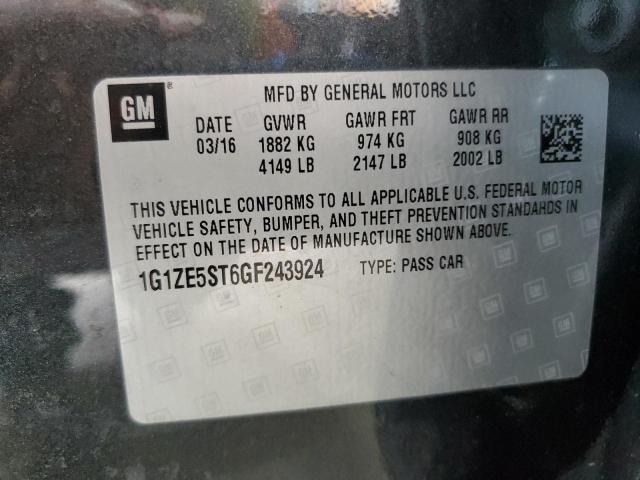 GM
®
MFD BY GENERAL MOTORS LLC
DATE GVWR GAWR FRT GAWR RR
03/16 1882 KG 974 KG 908 KG
4149 LB 2147 LB 2002 LB
THIS VEHICLE CONFORMS TO ALL APPLICABLE U.S. FEDERAL MOTOR
VEHICLE SAFETY, BUMPER, AND THEFT PREVENTION STANDARDS IN
EFFECT ON THE DATE OF MANUFACTURE SHOWN ABOVE.
1G1ZE5ST6GF243924 TYPE: PASS CAR